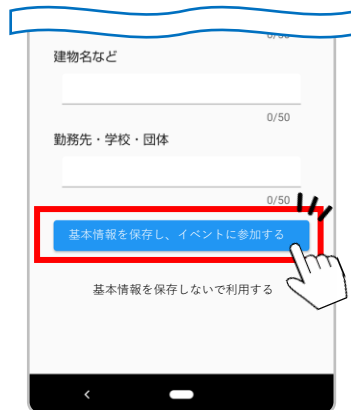 建物名など
0/50
勤務先・学校・団体
0/50
基本情報を保存し、イベントに参加する
基本情報を保存しないで利用する